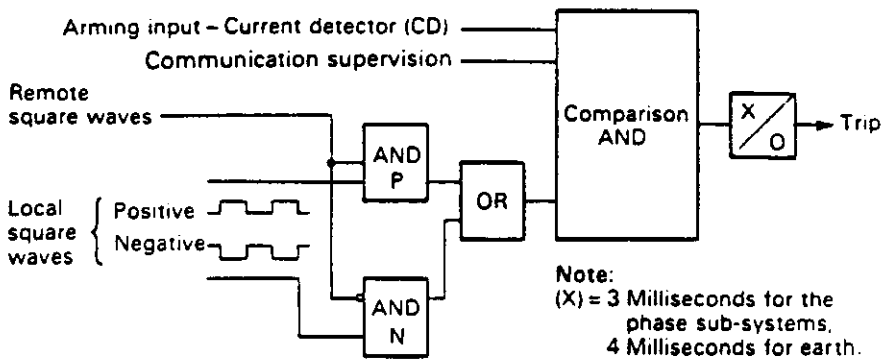 Arming input – Current detector (CD)
Communication supervision
Remote
square waves
AND
P
Comparison
AND
X
O
Trip
OR
Local
square
waves
Positive
Negative
AND
N
Note:
(X) = 3 Milliseconds for the
phase sub-systems,
4 Milliseconds for earth.